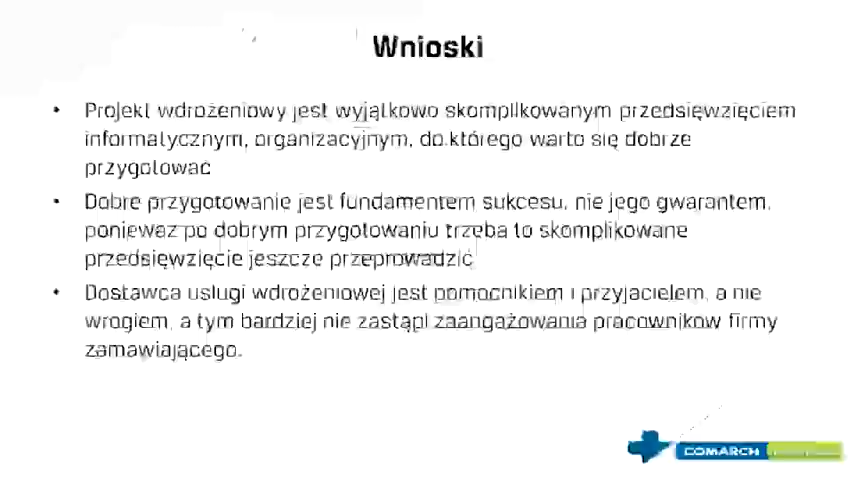 Wnioski
• Projekt wdrożeniowy jest wyjątkowo skomplikowanym przedsięwzięciem
informatycznym, organizacyjnym, do którego warto się dobrze
przygotować
• Dobre przygotowanie jest fundamentem sukcesu, nie jego gwarantem,
ponieważ po dobrym przygotowaniu trzeba to skomplikowane
przedsięwzięcie jeszcze przeprowadzić
• Dostawca usługi wdrożeniowej jest pomocnikiem i przyjacielem, a nie
wrogiem, a tym bardziej nie zastąpi zaangażowania pracowników firmy
zamawiającego.
COMARCH